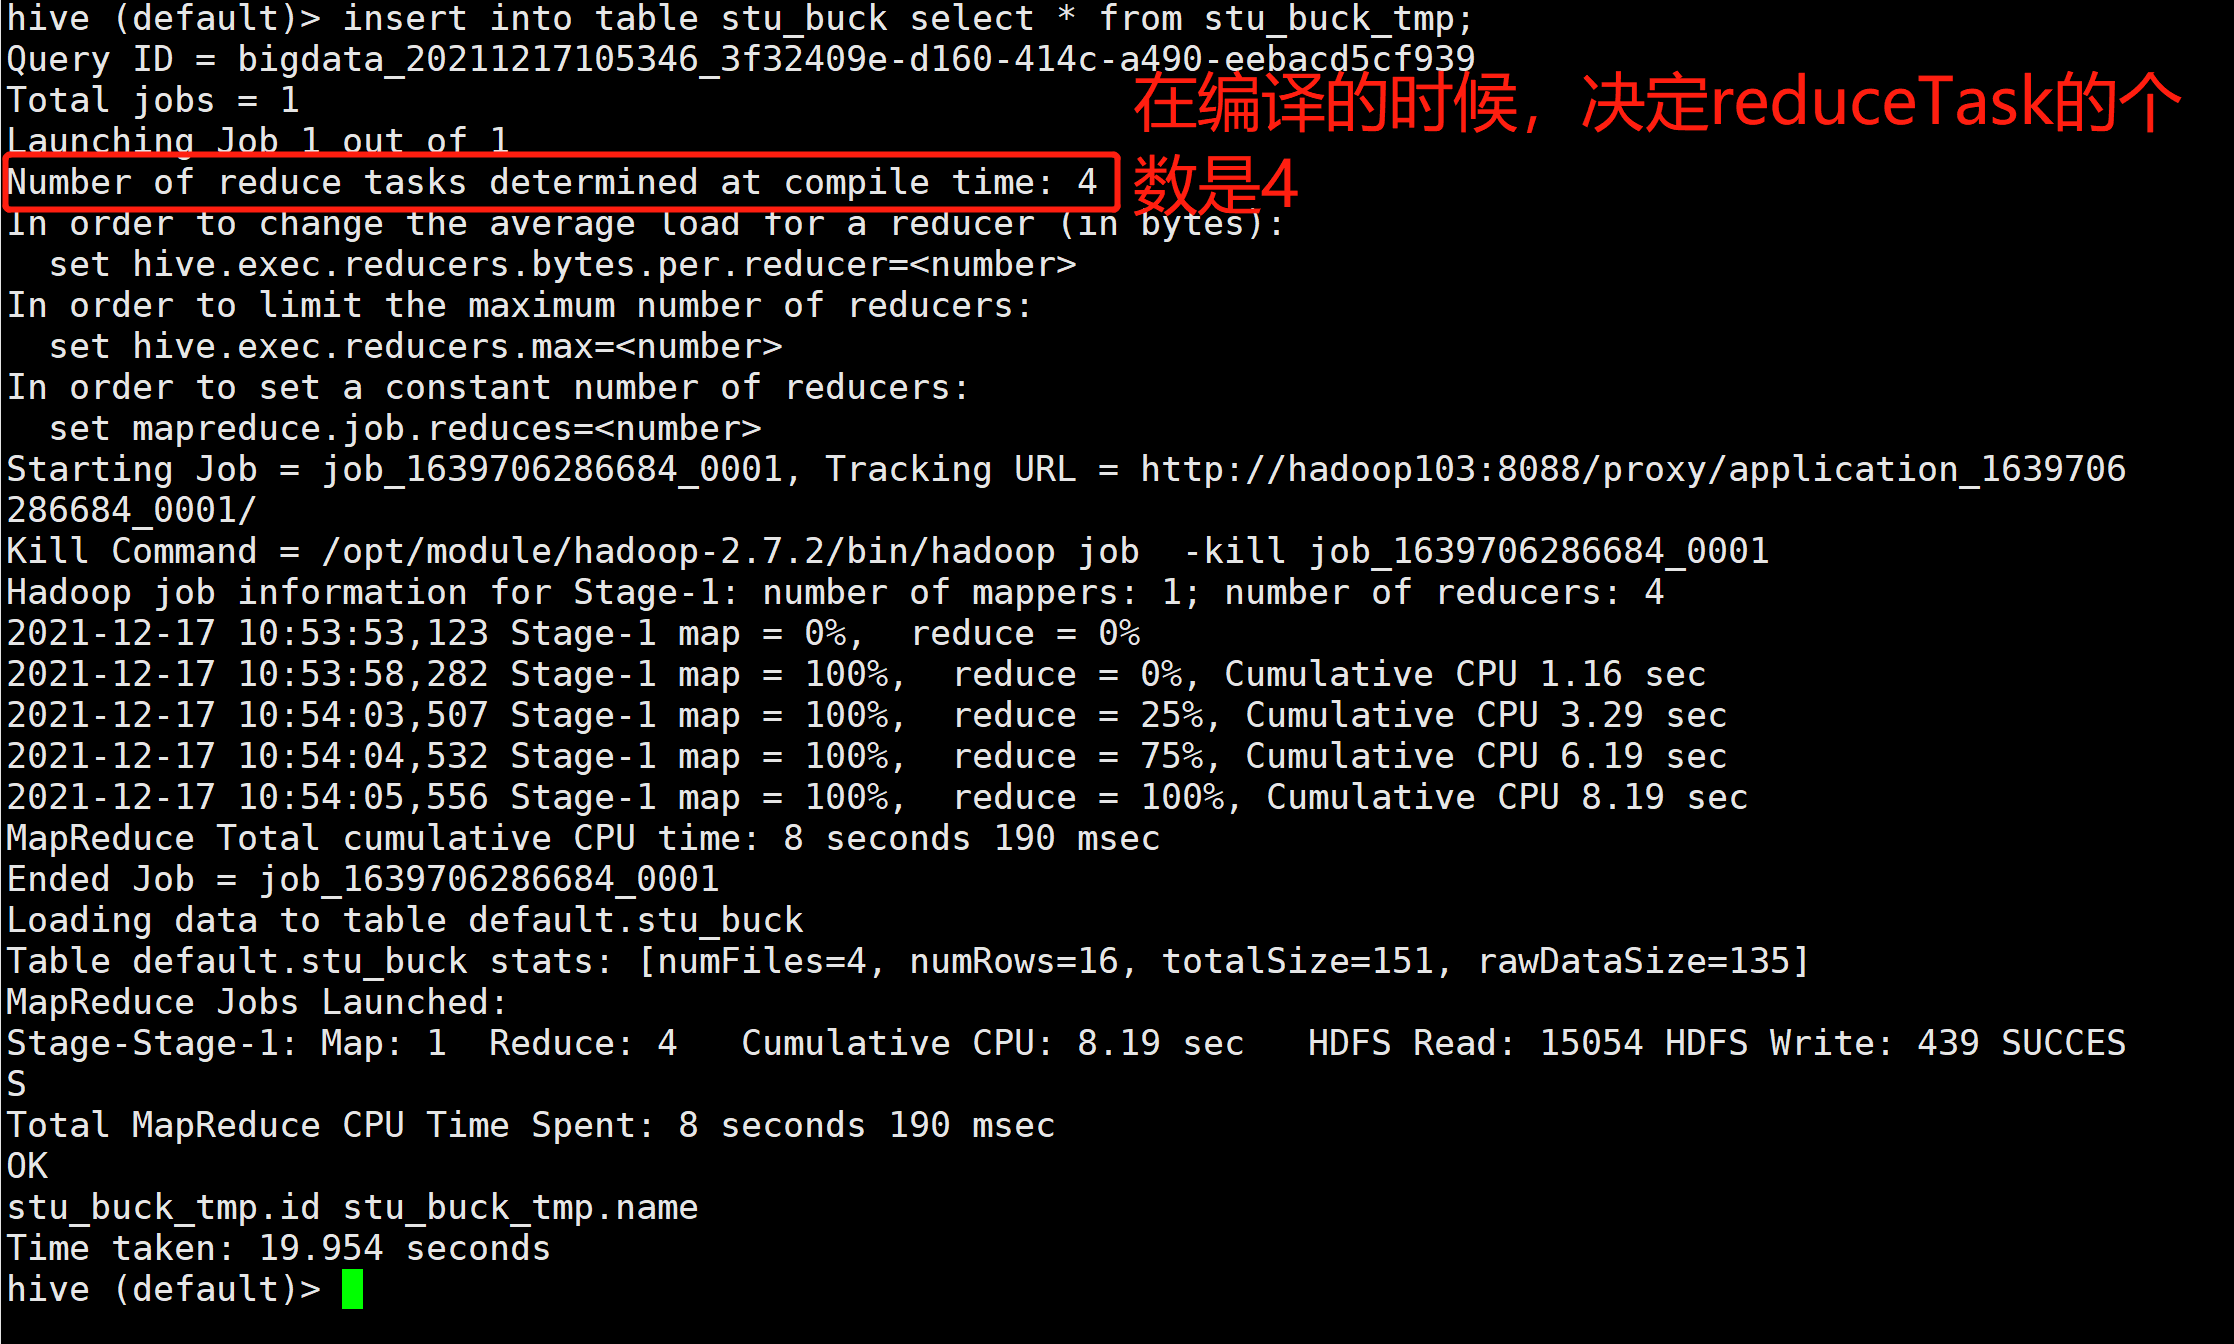 hive (default)> insert into table stu_buck select * from stu_buck_tmp;
Query ID = bigdata_20211217105346_3f32409e-d160-414c-a490-eebacd5cf939
Total jobs = 1
在编译的时候，决定reduceTask的个
Launching Job 1 out of 1
Number of reduce tasks determined at compile time: 4
数是4
In order to change the average load for a reducer (in bytes):
  set hive.exec.reducers.bytes.per.reducer=<number>
In order to limit the maximum number of reducers:
  set hive.exec.reducers.max=<number>
In order to set a constant number of reducers:
  set mapreduce.job.reduces=<number>
Starting Job = job_1639706286684_0001, Tracking URL = http://hadoop103:8088/proxy/application_1639706
286684_0001/
Kill Command = /opt/module/hadoop-2.7.2/bin/hadoop job  -kill job_1639706286684_0001
Hadoop job information for Stage-1: number of mappers: 1; number of reducers: 4
2021-12-17 10:53:53,123 Stage-1 map = 0%,  reduce = 0%
2021-12-17 10:53:58,282 Stage-1 map = 100%,  reduce = 0%, Cumulative CPU 1.16 sec
2021-12-17 10:54:03,507 Stage-1 map = 100%,  reduce = 25%, Cumulative CPU 3.29 sec
2021-12-17 10:54:04,532 Stage-1 map = 100%,  reduce = 75%, Cumulative CPU 6.19 sec
2021-12-17 10:54:05,556 Stage-1 map = 100%,  reduce = 100%, Cumulative CPU 8.19 sec
MapReduce Total cumulative CPU time: 8 seconds 190 msec
Ended Job = job_1639706286684_0001
Loading data to table default.stu_buck
Table default.stu_buck stats: [numFiles=4, numRows=16, totalSize=151, rawDataSize=135]
MapReduce Jobs Launched:
Stage-Stage-1: Map: 1  Reduce: 4   Cumulative CPU: 8.19 sec   HDFS Read: 15054 HDFS Write: 439 SUCCES
S
Total MapReduce CPU Time Spent: 8 seconds 190 msec
OK
stu_buck_tmp.id stu_buck_tmp.name
Time taken: 19.954 seconds
hive (default)>